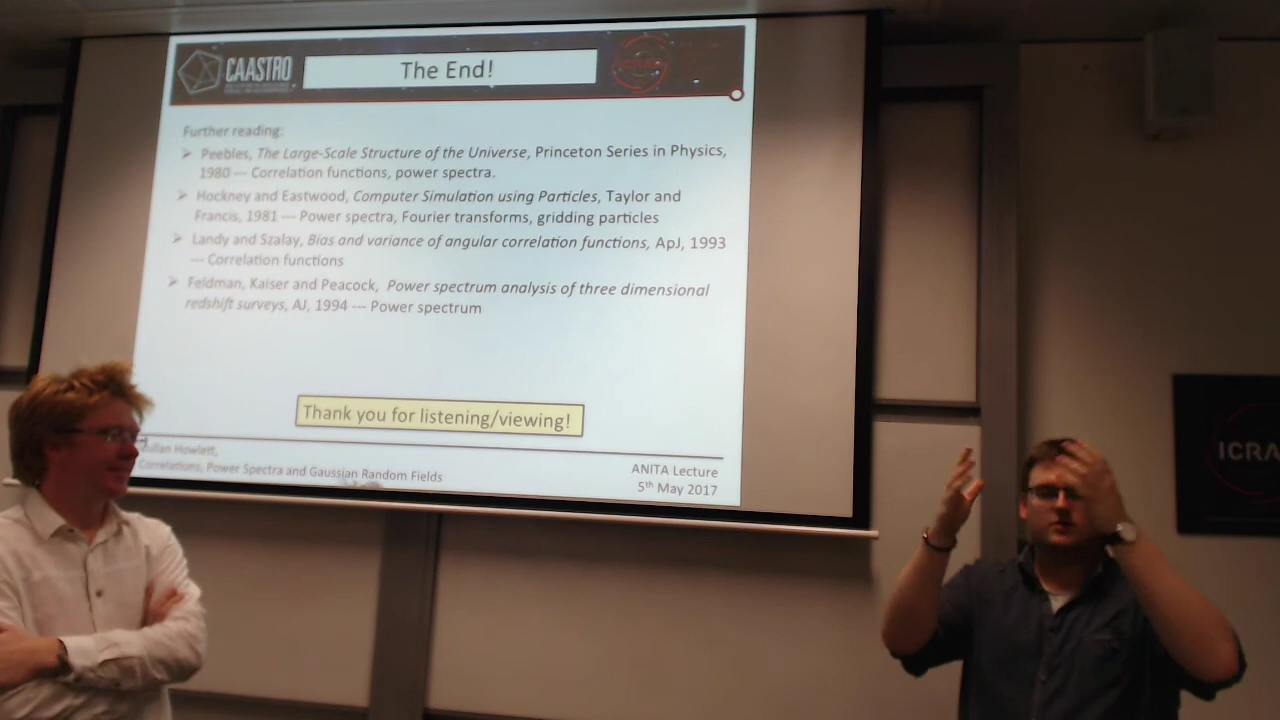 CAASTRO
The End!
Further reading:
➤ Peebles, The Large-Scale Structure of the Universe, Princeton Series in Physics,
1980 --- Correlation functions, power spectra.
➤ Hockney and Eastwood, Computer Simulation using Particles, Taylor and
Francis, 1981 --- Power spectra, Fourier transforms, gridding particles
➤ Landy and Szalay, Bias and variance of angular correlation functions, ApJ, 1993
--- Correlation functions
➤ Feldman, Kaiser and Peacock, Power spectrum analysis of three dimensional
redshift surveys, AJ, 1994 --- Power spectrum
Thank you for listening/viewing!
Howlett,
Correlations, Power Spectra and Gaussian Random Fields
ANITA Lecture
5th May 2017
ICRA